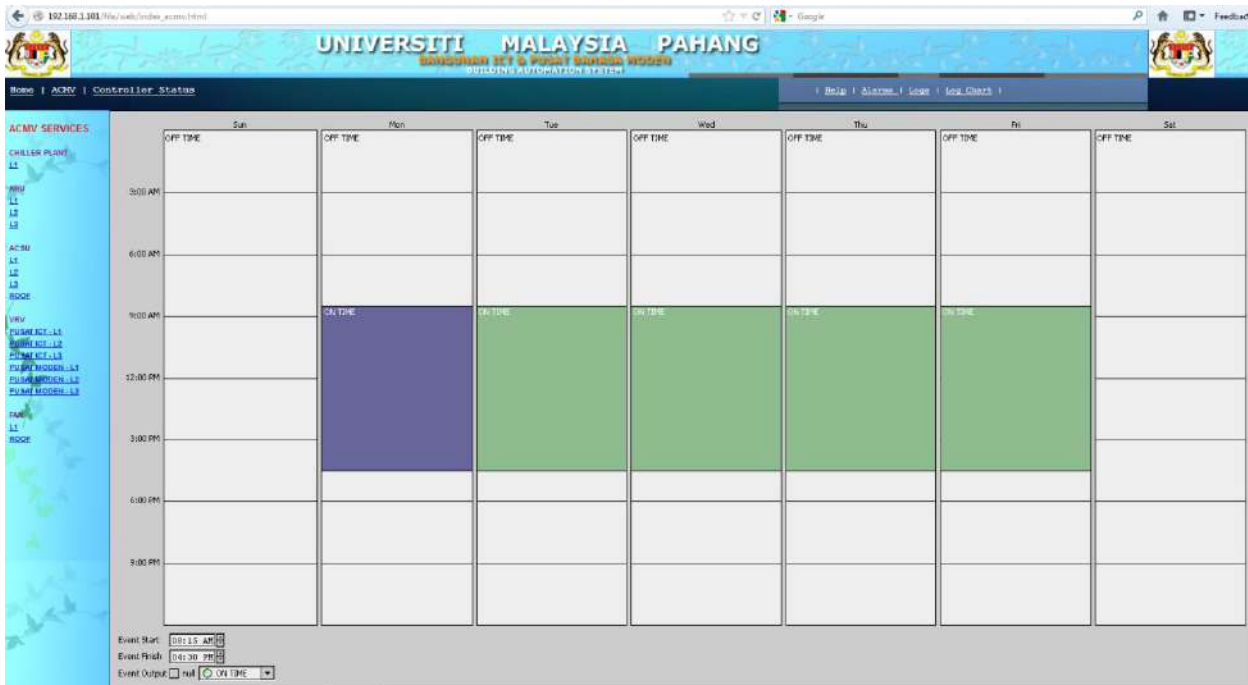 192.168.1.101/file/web/index_acmv.html
Google
Feedbac
UNIVERSITI MALAYSIA PAHANG
BANGUNAN ICT & PUSAT BAHASA MODEN
BUILDING AUTOMATION SYSTEM
Home | ACMV | Controller Status
| Help | Alarms | Logs | Log Chart |
ACMV SERVICES
CHILLER PLANT
L1
AHU
L1
L2
L3
ACSU
L1
L2
L3
ROOF
VRV
PUSAT ICT - L1
PUSAT ICT - L2
PUSAT ICT - L3
PUSAT MODEN - L1
PUSAT MODEN - L2
PUSAT MODEN - L3
FAN
L1
ROOF
Sun Mon Tue Wed Thu Fri Sat
OFF TIME OFF TIME OFF TIME OFF TIME OFF TIME OFF TIME OFF TIME
3:00 AM
6:00 AM
9:00 AM
ON TIME ON TIME ON TIME ON TIME ON TIME
12:00 PM
3:00 PM
6:00 PM
9:00 PM
Event Start 08:15 AM
Event Finish 04:30 PM
Event Output null ON TIME